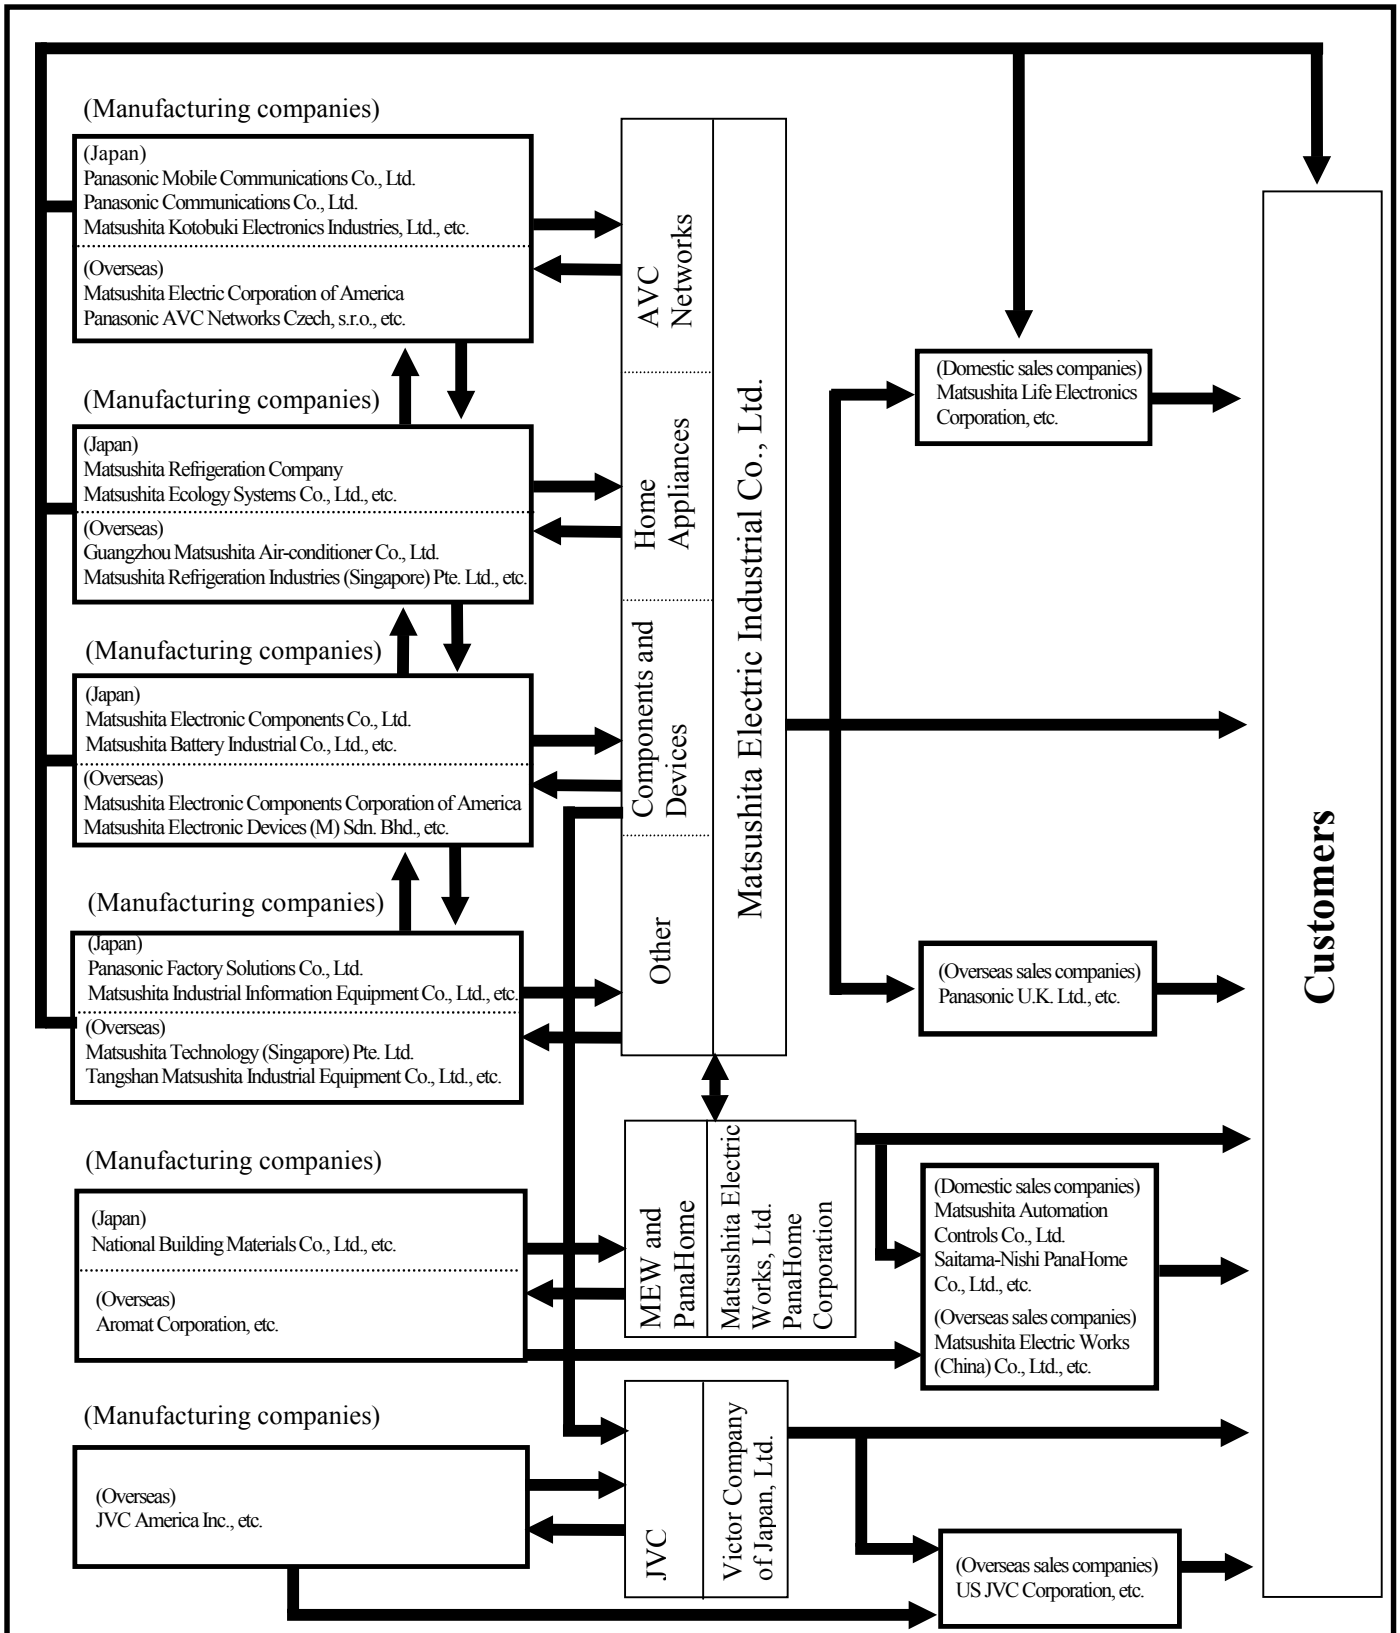 (Manufacturing companies)
(Japan)
Panasonic Mobile Communications Co., Ltd.
Panasonic Communications Co., Ltd.
Matsushita Kotobuki Electronics Industries, Ltd., etc.
(Overseas)
Matsushita Electric Corporation of America
Panasonic AVC Networks Czech, s.r.o., etc.
(Manufacturing companies)
(Japan)
Matsushita Refrigeration Company
Matsushita Ecology Systems Co., Ltd., etc.
(Overseas)
Guangzhou Matsushita Air-conditioner Co., Ltd.
Matsushita Refrigeration Industries (Singapore) Pte. Ltd., etc.
(Manufacturing companies)
(Japan)
Matsushita Electronic Components Co., Ltd.
Matsushita Battery Industrial Co., Ltd., etc.
(Overseas)
Matsushita Electronic Components Corporation of America
Matsushita Electronic Devices (M) Sdn. Bhd., etc.
(Manufacturing companies)
(Japan)
Panasonic Factory Solutions Co., Ltd.
Matsushita Industrial Information Equipment Co., Ltd., etc.
(Overseas)
Matsushita Technology (Singapore) Pte. Ltd.
Tangshan Matsushita Industrial Equipment Co., Ltd., etc.
(Manufacturing companies)
(Japan)
National Building Materials Co., Ltd., etc.
(Overseas)
Aromat Corporation, etc.
(Manufacturing companies)
(Overseas)
JVC America Inc., etc.
AVC
Networks
Home
Appliances
Components and
Devices
Other
Matsushita Electric Industrial Co., Ltd.
MEW and
PanaHome
Matsushita Electric
Works, Ltd.
PanaHome
Corporation
JVC
Victor Company
of Japan, Ltd.
(Domestic sales companies)
Matsushita Life Electronics
Corporation, etc.
(Overseas sales companies)
Panasonic U.K. Ltd., etc.
(Domestic sales companies)
Matsushita Automation
Controls Co., Ltd.
Saitama-Nishi PanaHome
Co., Ltd., etc.
(Overseas sales companies)
Matsushita Electric Works
(China) Co., Ltd., etc.
(Overseas sales companies)
US JVC Corporation, etc.
Customers